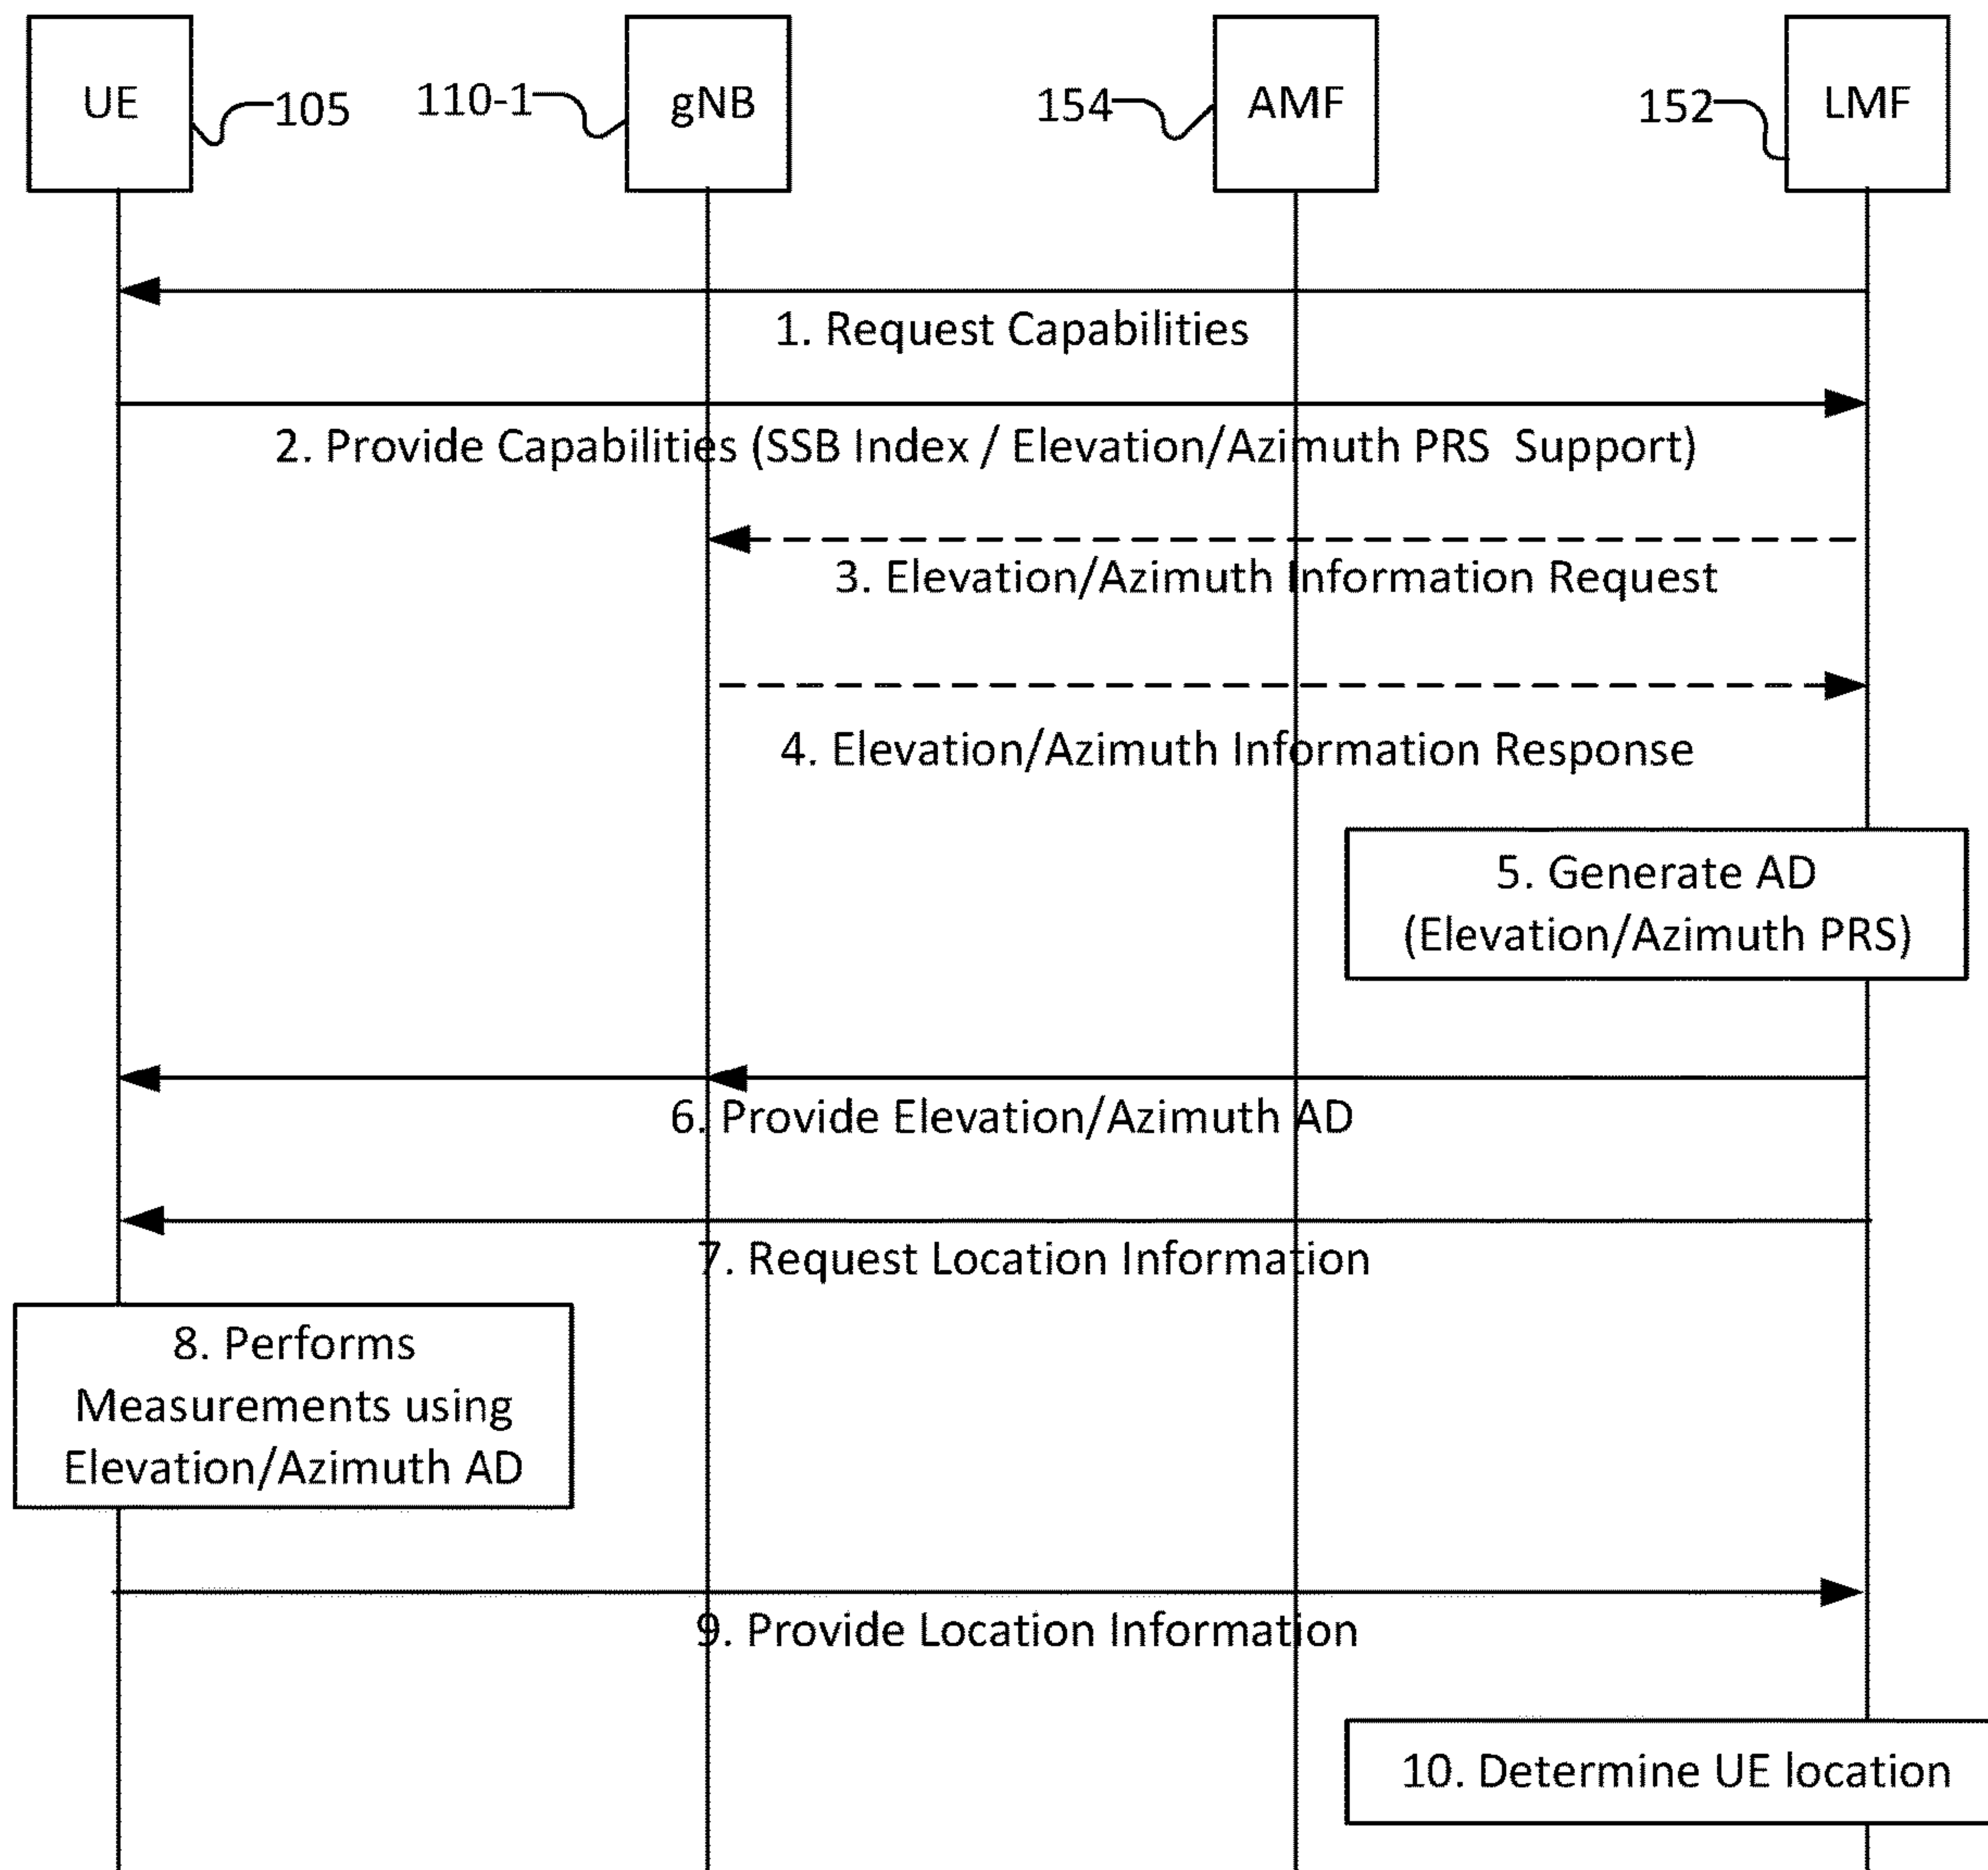 UE
105
110-1
gNB
154
AMF
152
LMF
1. Request Capabilities
2. Provide Capabilities (SSB Index / Elevation/Azimuth PRS Support)
3. Elevation/Azimuth Information Request
4. Elevation/Azimuth Information Response
5. Generate AD
(Elevation/Azimuth PRS)
6. Provide Elevation/Azimuth AD
7. Request Location Information
8. Performs
Measurements using
Elevation/Azimuth AD
9. Provide Location Information
10. Determine UE location